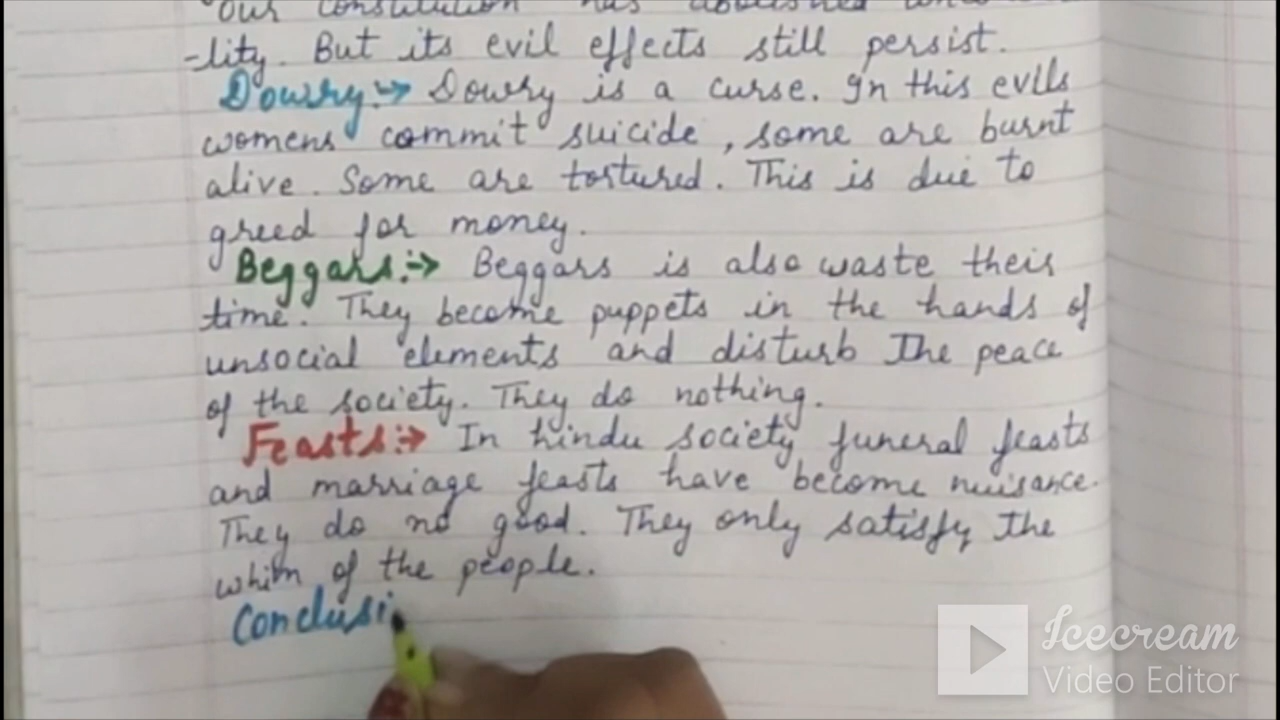 Our constitution has abolished
-lity. But its evil effects still persist.
Dowry:→ Dowry is a curse. In this evils
womens commit suicide, some are burnt
alive. Some are tortured. This is due to
greed for money.
Beggars:→ Beggars is also waste their
time. They become puppets in the hands of
unsocial elements and disturb The peace
of the society. They do nothing.
Feasts:→ In hindu society funeral feasts
and marriage feasts have become nuisance.
They do no good. They only satisfy the
whim of the people.
Conclusi
Icecream
Video Editor